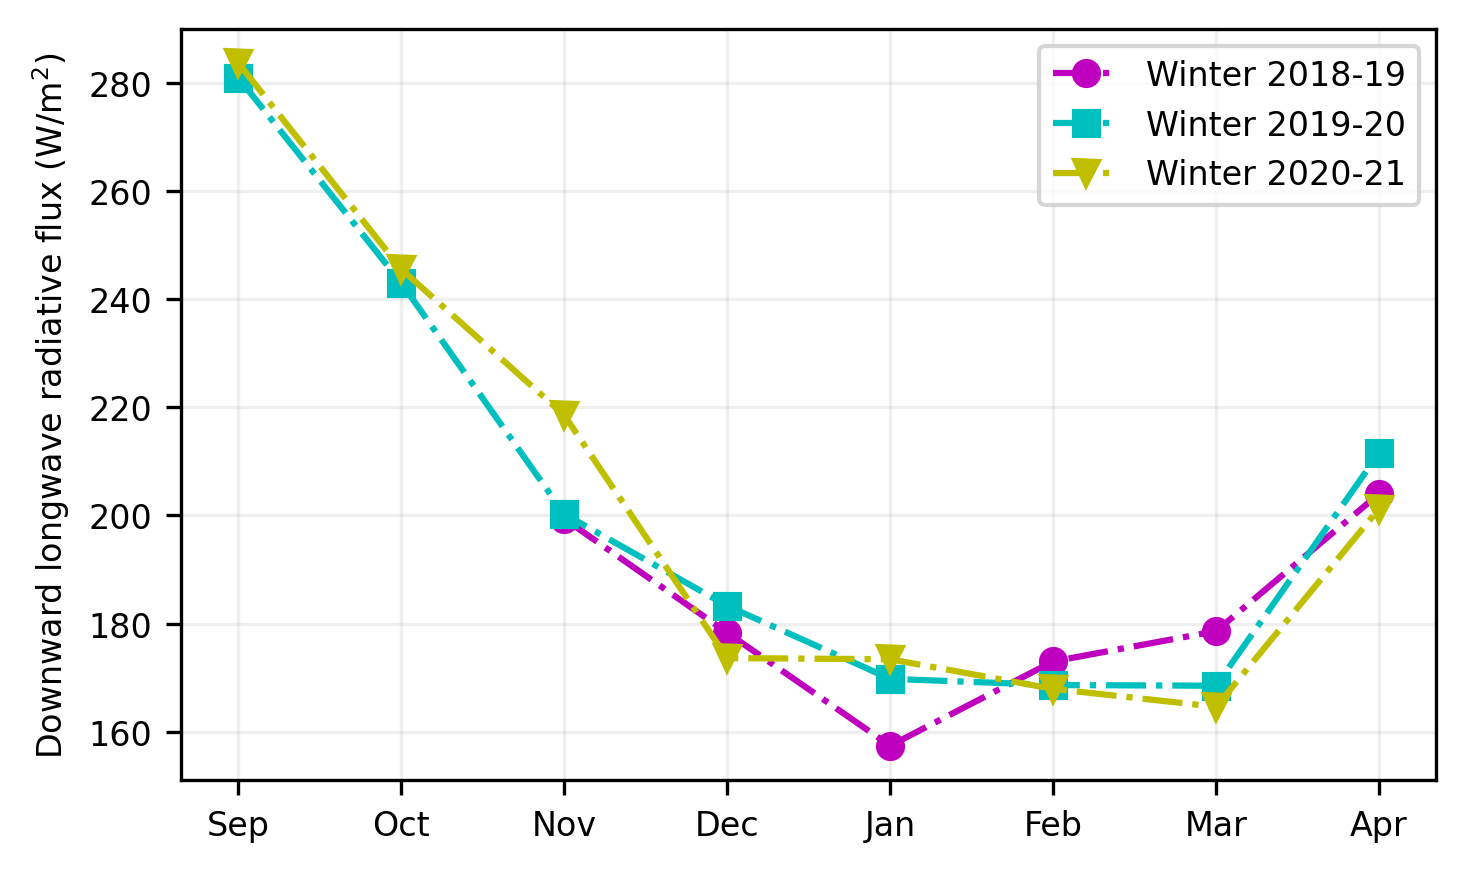 Downward longwave radiative flux (W/m²)
280
260
240
220
200
180
160
Winter 2018-19
Winter 2019-20
Winter 2020-21
Sep Oct Nov Dec Jan Feb Mar Apr